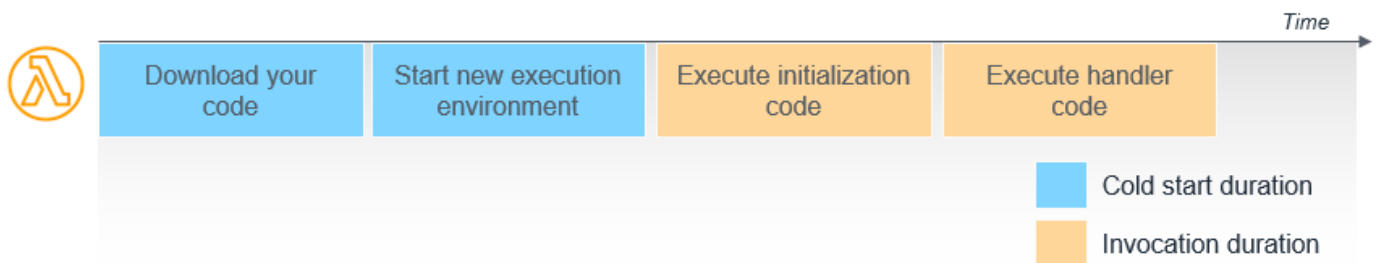 Time
Download your
code
Start new execution
environment
Execute initialization
code
Execute handler
code
Cold start duration
Invocation duration